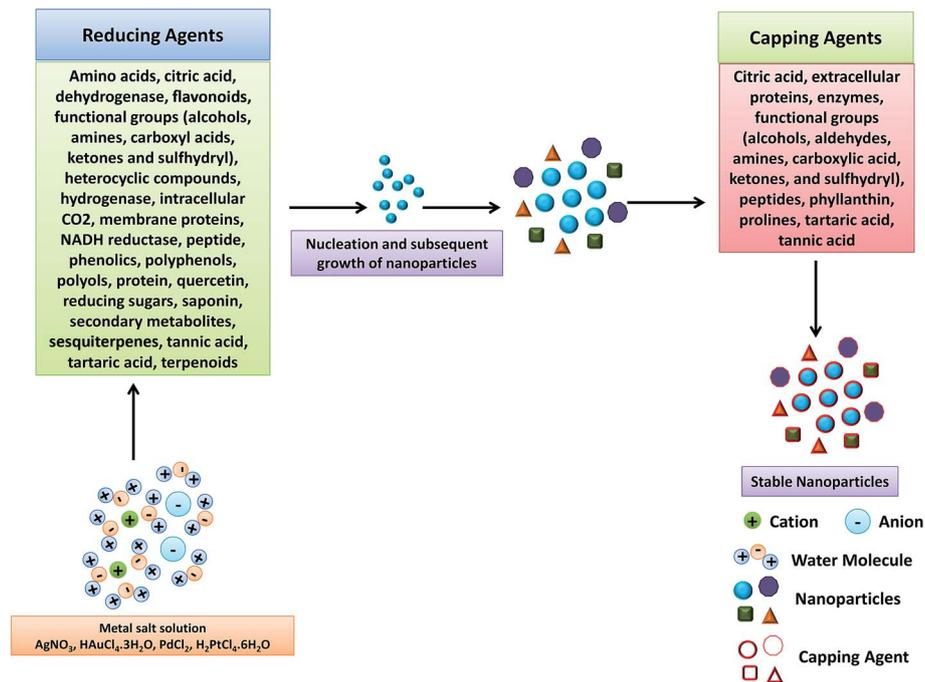 Reducing Agents
Amino acids, citric acid,
dehydrogenase, flavonoids,
functional groups (alcohols,
amines, carboxyl acids,
ketones and sulfhydryl),
heterocyclic compounds,
hydrogenase, intracellular
CO2, membrane proteins,
NADH reductase, peptide,
phenolics, polyphenols,
polyols, protein, quercetin,
reducing sugars, saponin,
secondary metabolites,
sesquiterpenes, tannic acid,
tartaric acid, terpenoids
Nucleation and subsequent
growth of nanoparticles
Capping Agents
Citric acid, extracellular
proteins, enzymes,
functional groups
(alcohols, aldehydes,
amines, carboxylic acid,
ketones, and sulfhydryl),
peptides, phyllanthin,
prolines, tartaric acid,
tannic acid
Stable Nanoparticles
+ Cation - Anion
+ - + Water Molecule
Nanoparticles
Capping Agent
Metal salt solution
AgNO₃, HAuCl₄.3H₂O, PdCl₂, H₂PtCl₄.6H₂O